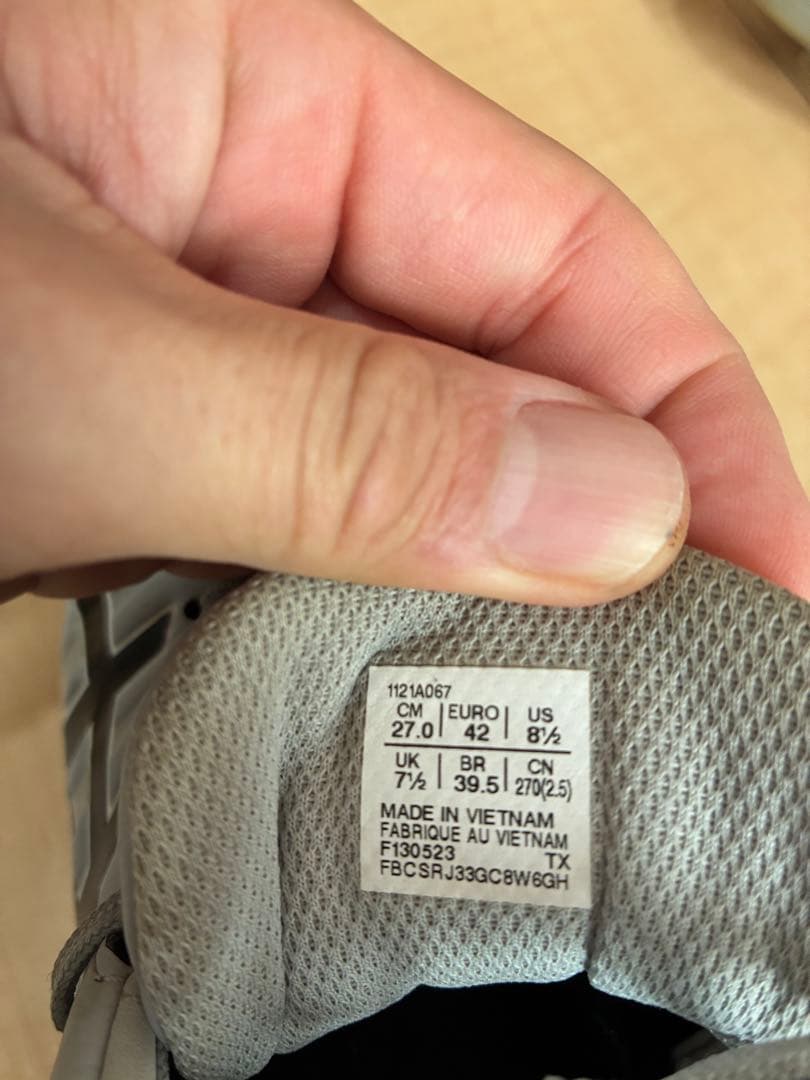 1121A067
CM | EURO | US
27.0 | 42 | 8½
UK | BR | CN
7½ | 39.5 | 270(2.5)
MADE IN VIETNAM
FABRIQUE AU VIETNAM
F130523 TX
FBCSRJ33GC8W6GH